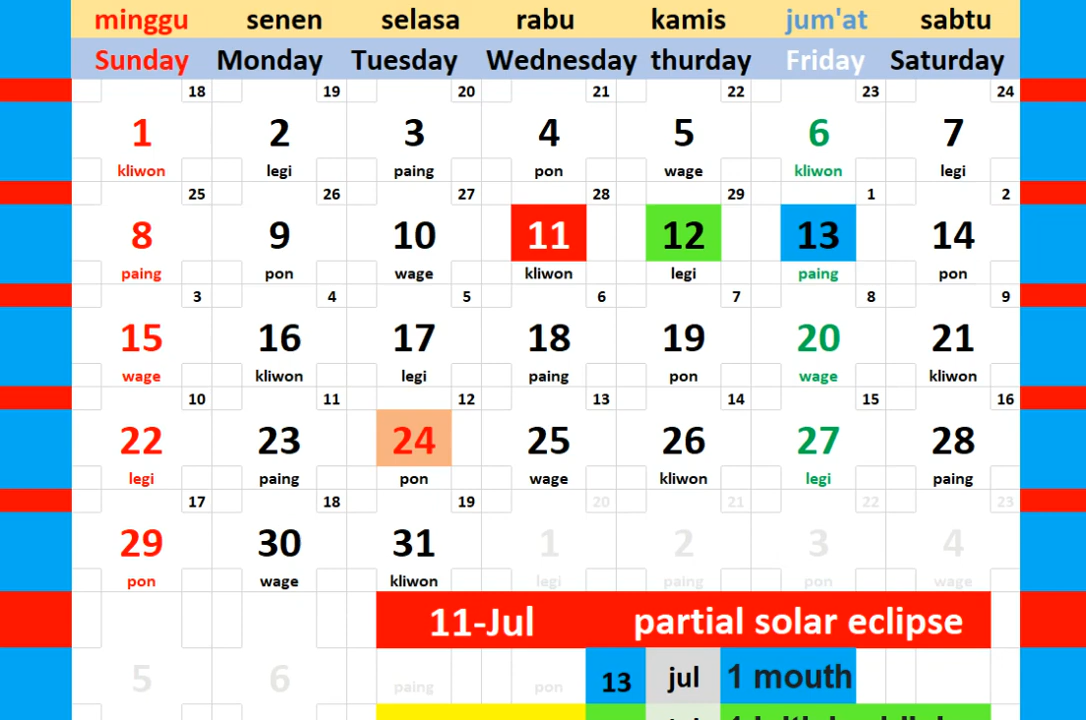 minggu senen selasa rabu kamis jum'at sabtu
Sunday Monday Tuesday Wednesday thurday Friday Saturday
18 19 20 21 22 23 24
1 2 3 4 5 6 7
kliwon legi paing pon wage kliwon legi
25 26 27 28 29 1 2
8 9 10 11 12 13 14
paing pon wage kliwon legi paing pon
3 4 5 6 7 8 9
15 16 17 18 19 20 21
wage kliwon legi paing pon wage kliwon
10 11 12 13 14 15 16
22 23 24 25 26 27 28
legi paing pon wage kliwon legi paing
17 18 19 20 21 22 23
29 30 31 1 2 3 4
pon wage kliwon legi paing pon wage
11-Jul partial solar eclipse
5 6 paing pon 13 jul 1 mouth